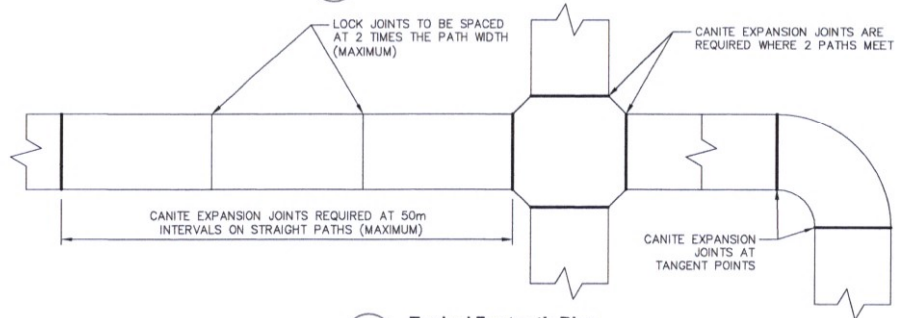 LOCK JOINTS TO BE SPACED
AT 2 TIMES THE PATH WIDTH
(MAXIMUM)
CANITE EXPANSION JOINTS ARE
REQUIRED WHERE 2 PATHS MEET
CANITE EXPANSION JOINTS REQUIRED AT 50m
INTERVALS ON STRAIGHT PATHS (MAXIMUM)
CANITE EXPANSION
JOINTS AT
TANGENT POINTS